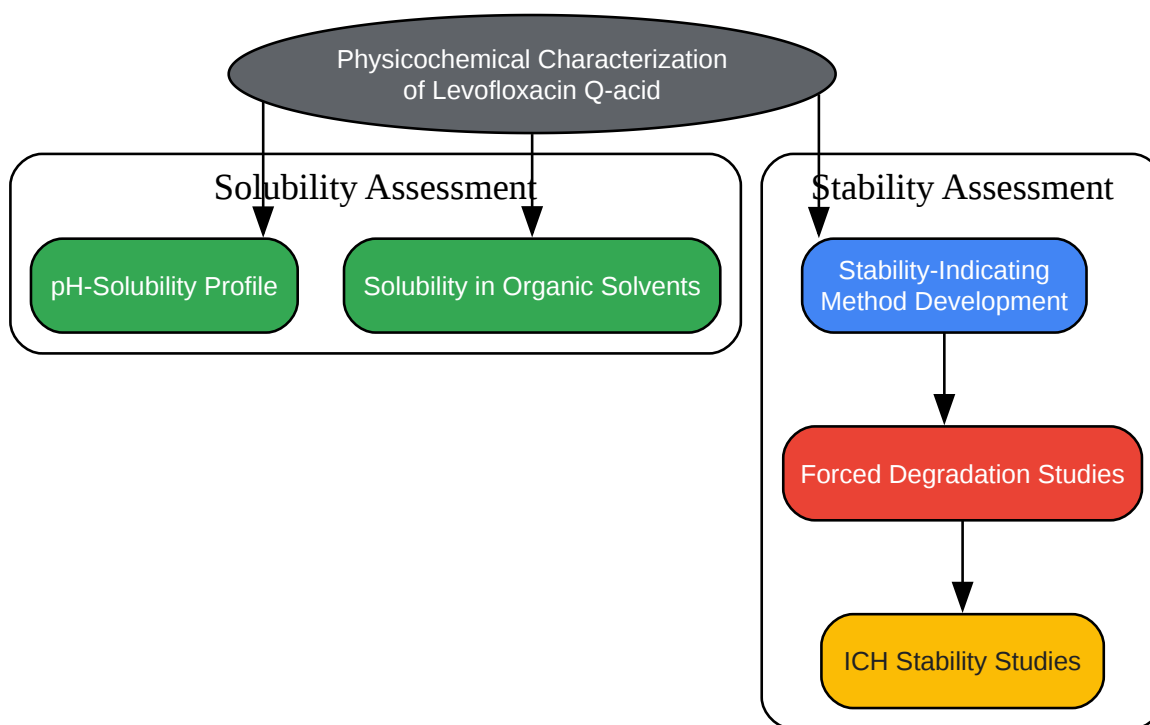 Physicochemical Characterization
of Levofloxacin Q-acid
Solubility Assessment
pH-Solubility Profile
Solubility in Organic Solvents
Stability Assessment
Stability-Indicating
Method Development
Forced Degradation Studies
ICH Stability Studies